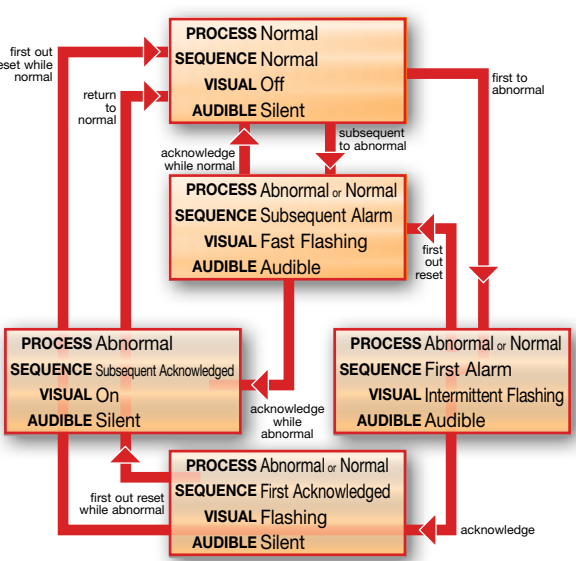 PROCESS Normal
SEQUENCE Normal
VISUAL Off
AUDIBLE Silent
first out
eset while
normal
return
to
normal
first to
abnormal
acknowledge
while normal
subsequent
to abnormal
PROCESS Abnormal or Normal
SEQUENCE Subsequent Alarm
VISUAL Fast Flashing
AUDIBLE Audible
first
out
reset
PROCESS Abnormal
SEQUENCE Subsequent Acknowledged
VISUAL On
AUDIBLE Silent
PROCESS Abnormal or Normal
SEQUENCE First Alarm
VISUAL Intermittent Flashing
AUDIBLE Audible
acknowledge
while
abnormal
PROCESS Abnormal or Normal
SEQUENCE First Acknowledged
VISUAL Flashing
AUDIBLE Silent
first out reset
while abnormal
acknowledge